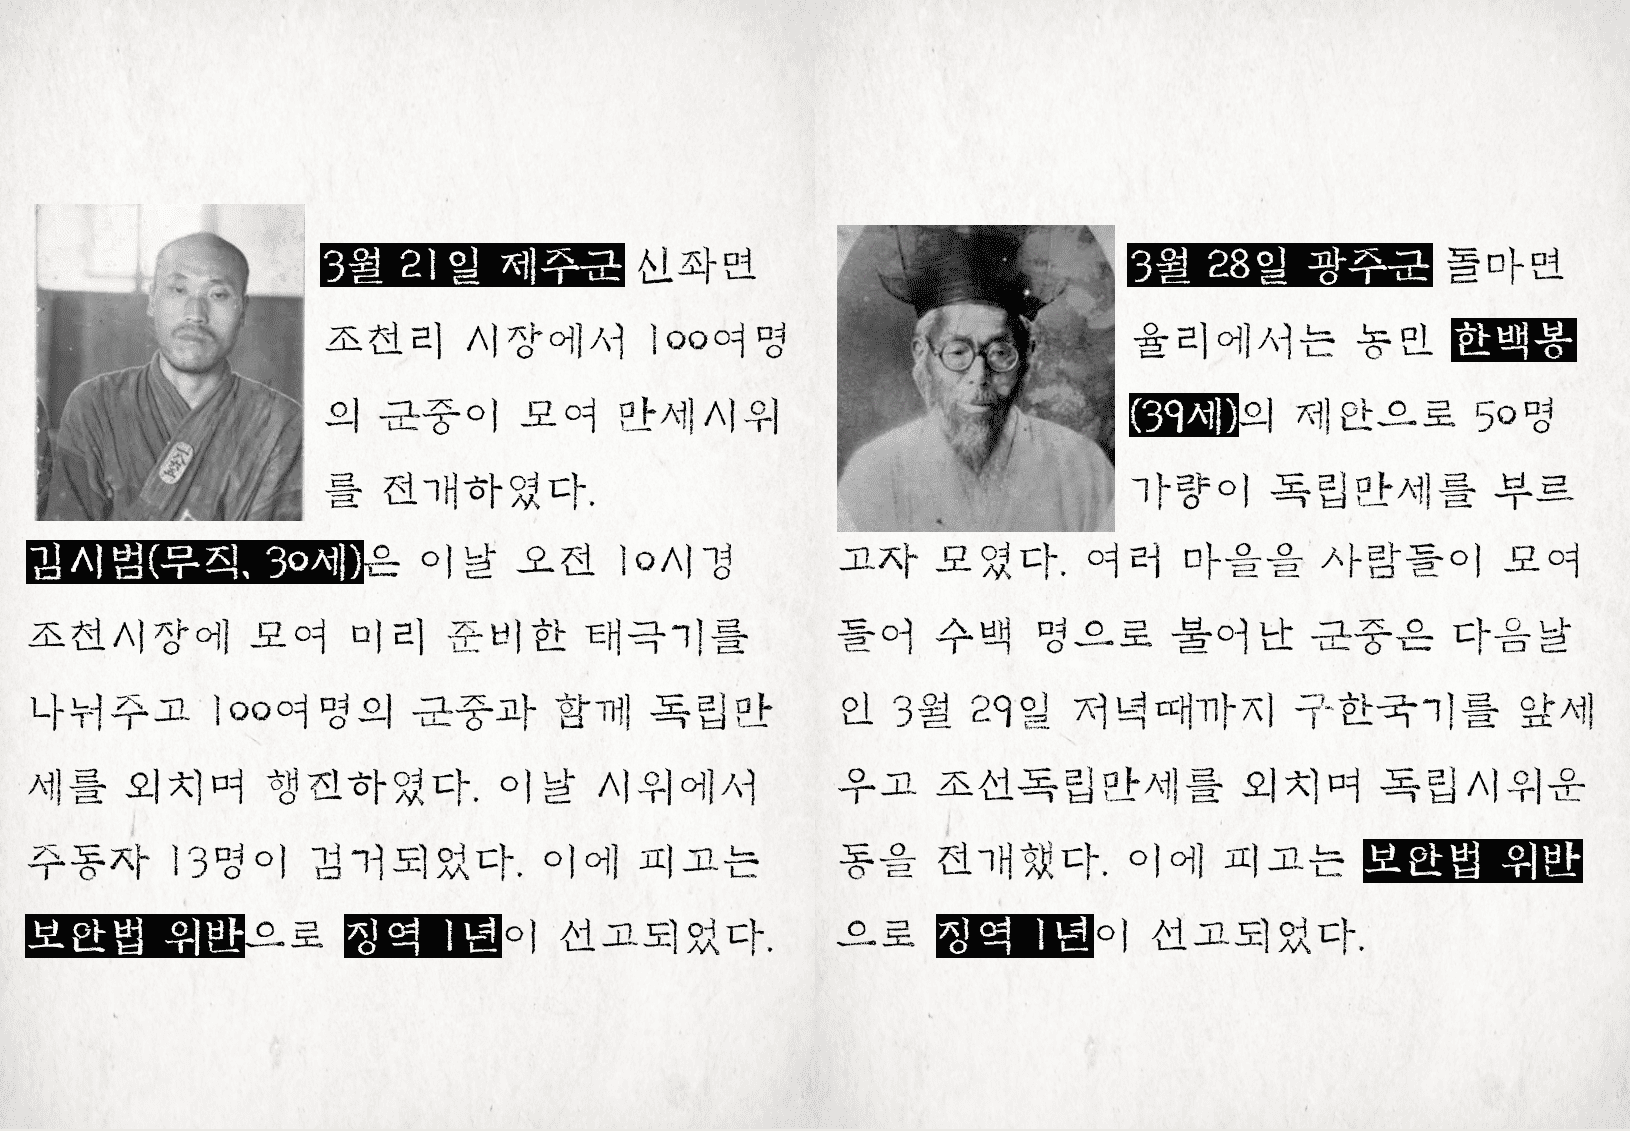 3월 21일 제주군 신좌면
조천리 시장에서 100여명
의 군중이 모여 만세시위
를 전개하였다.
김시범(무직, 30세)은 이날 오전 10시경
조천시장에 모여 미리 준비한 태극기를
나눠주고 100여명의 군중과 함께 독립만
세를 외치며 행진하였다. 이날 시위에서
주동자 13명이 검거되었다. 이에 피고는
보안법 위반으로 징역 1년이 선고되었다.
3월 28일 광주군 돌마면
율리에서는 농민 한백봉
(39세)의 제안으로 50명
가량이 독립만세를 부르
고자 모였다. 여러 마을을 사람들이 모여
들어 수백 명으로 불어난 군중은 다음날
인 3월 29일 저녁때까지 구한국기를 앞세
우고 조선독립만세를 외치며 독립시위운
동을 전개했다. 이에 피고는 보안법 위반
으로 징역 1년이 선고되었다.